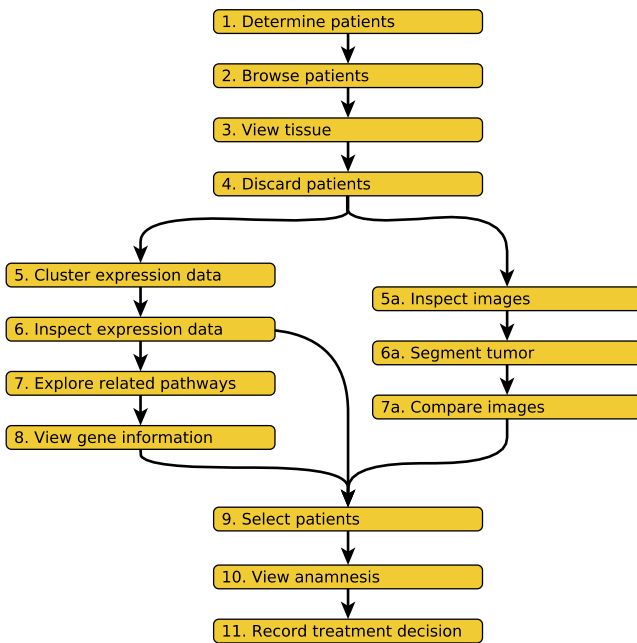 1. Determine patients
2. Browse patients
3. View tissue
4. Discard patients
5. Cluster expression data
6. Inspect expression data
7. Explore related pathways
8. View gene information
5a. Inspect images
6a. Segment tumor
7a. Compare images
9. Select patients
10. View anamnesis
11. Record treatment decision